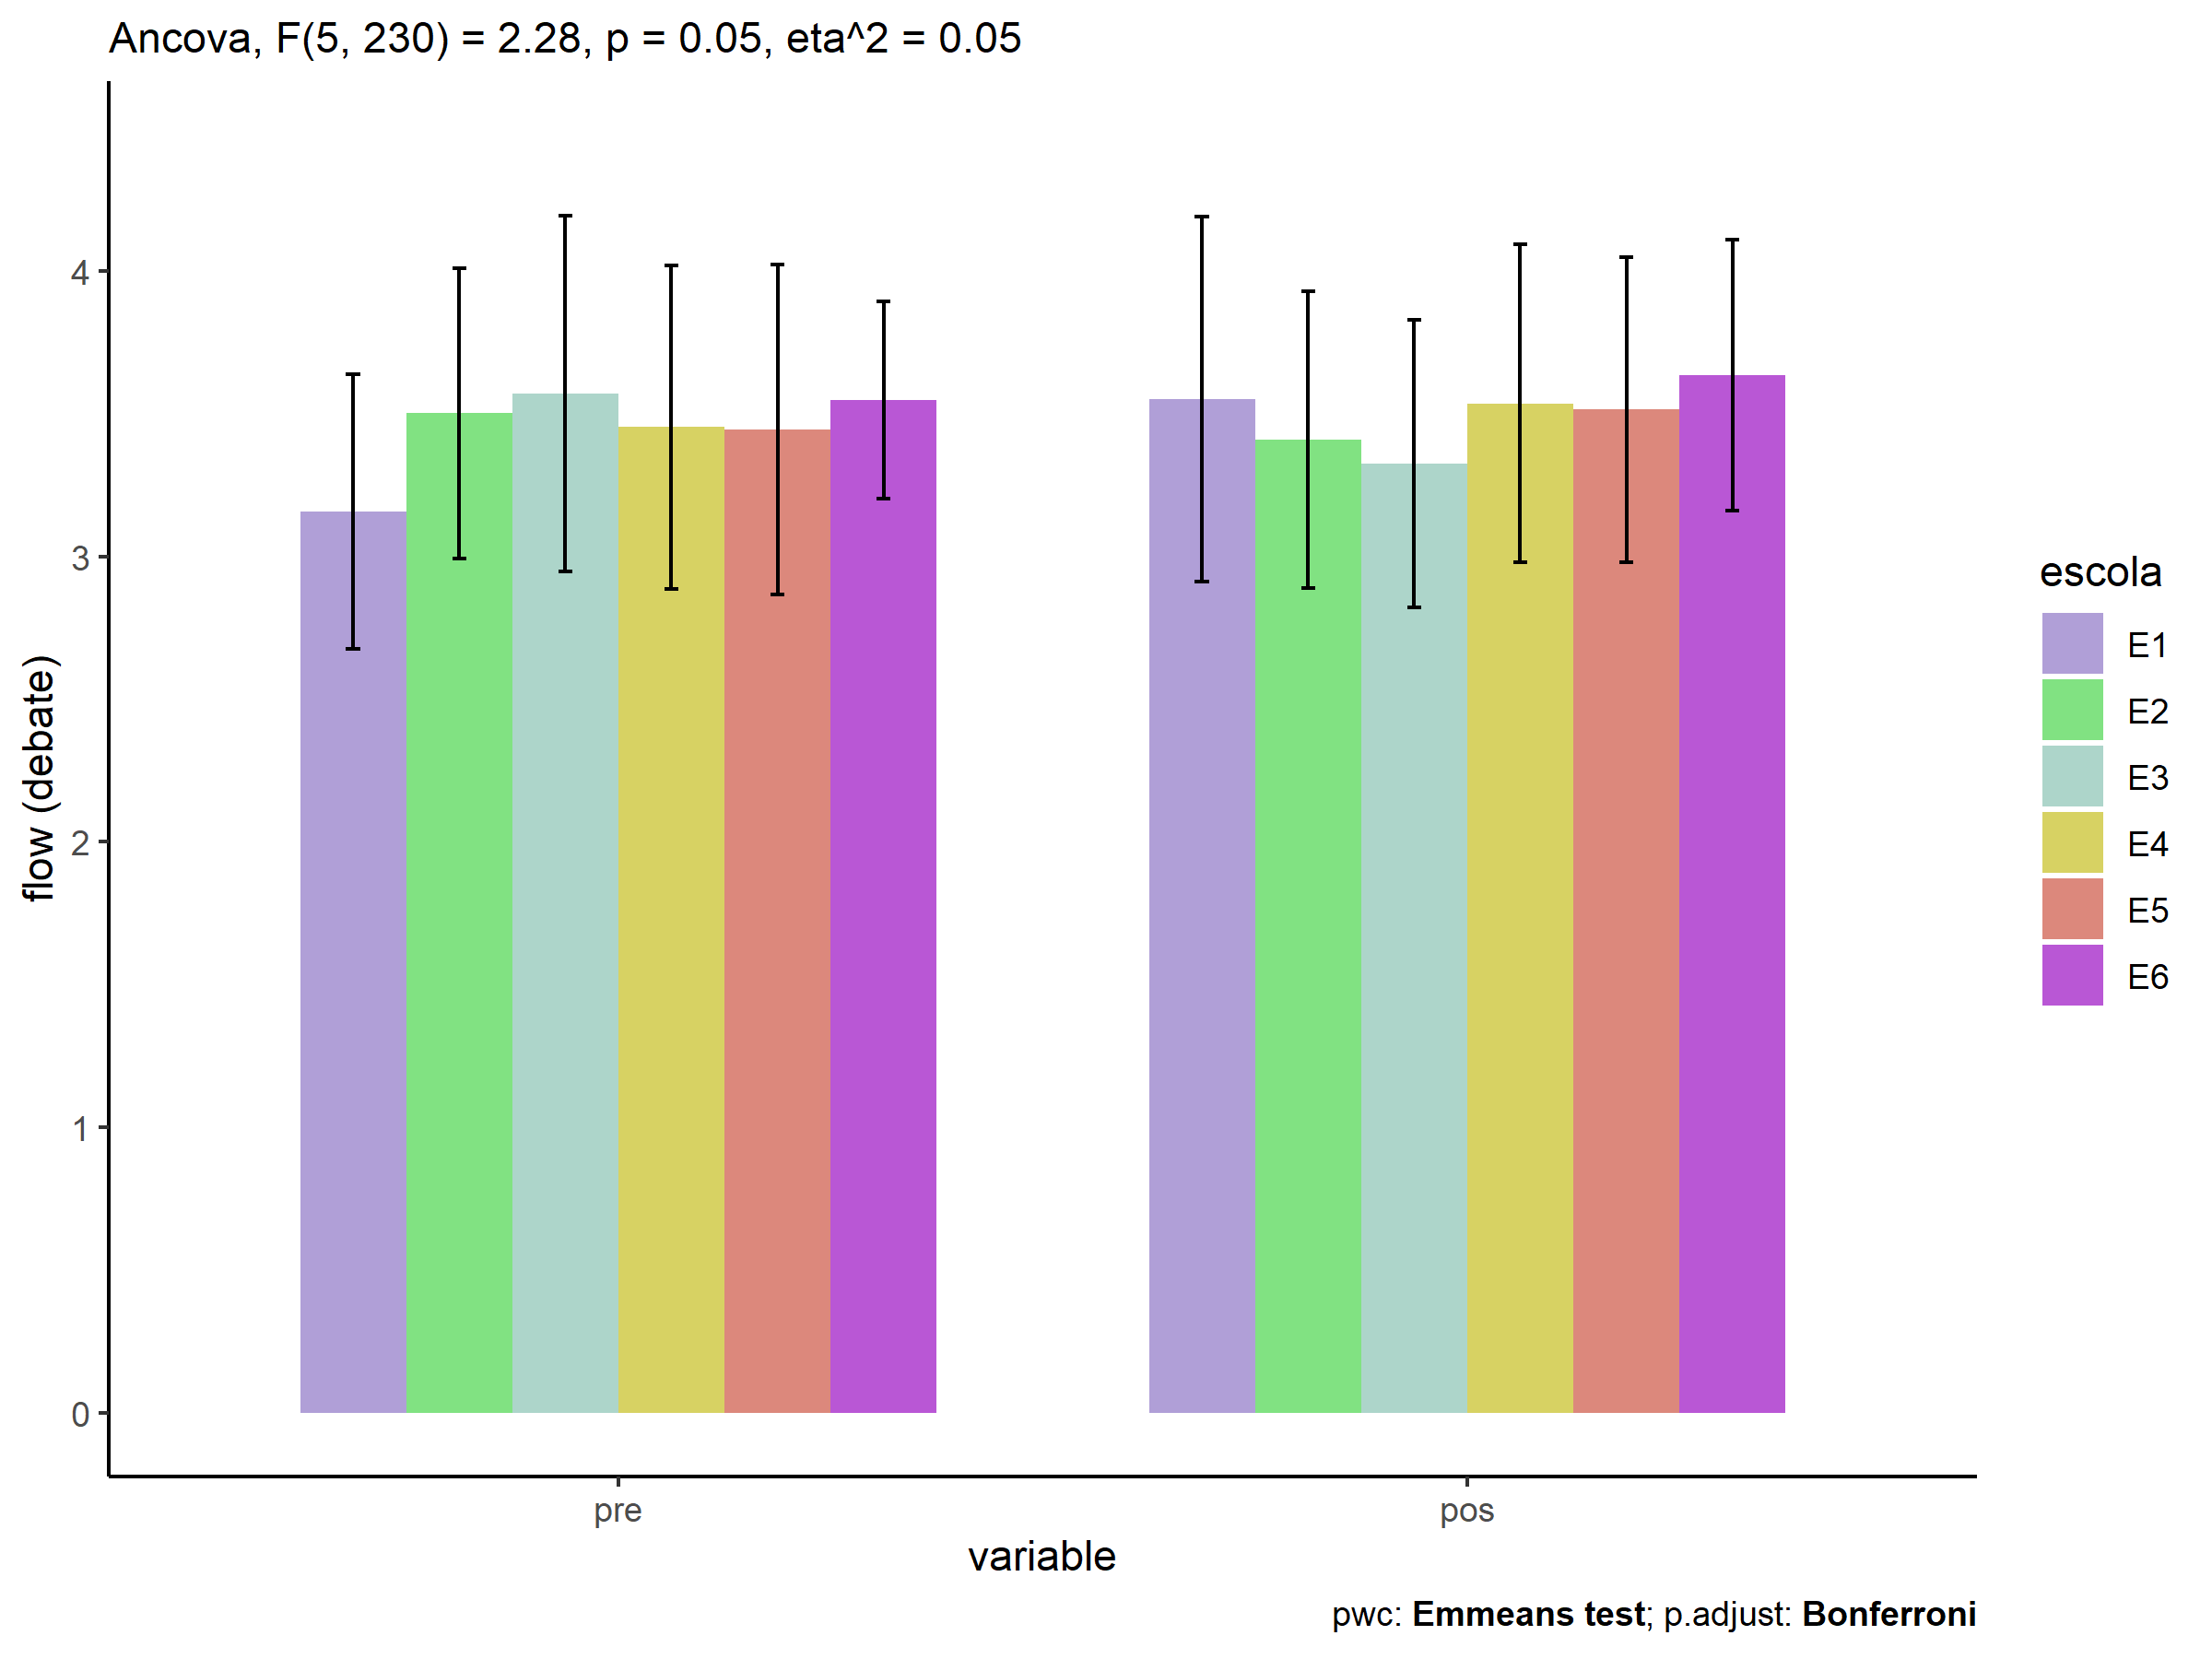 Ancova, F(5, 230) = 2.28, p = 0.05, eta^2 = 0.05
flow (debate)
4
3
2
1
0
pre
pos
variable
escola
E1
E2
E3
E4
E5
E6
pwc: Emmeans test; p.adjust: Bonferroni